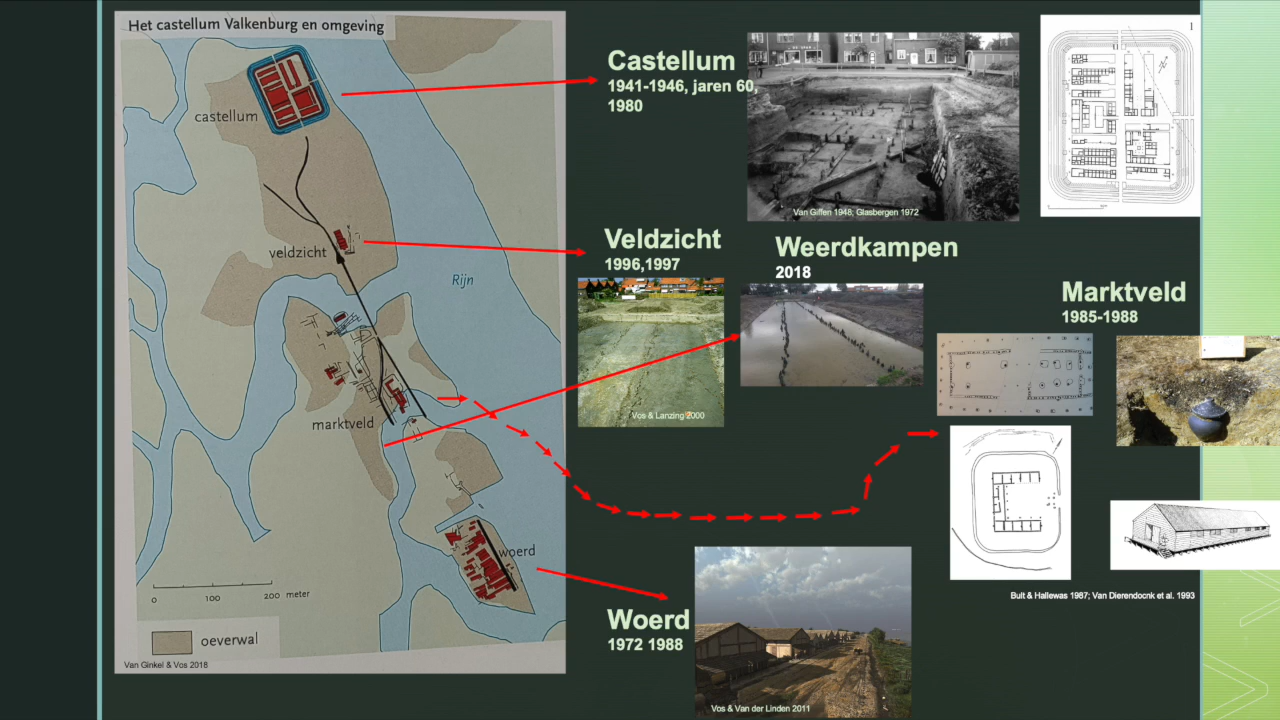 Het castellum Valkenburg en omgeving
castellum
veldzicht
Rijn
marktveld
woerd
0 100 200 meter
oeverwal
Van Ginkel & Vos 2018
Castellum
1941-1946, jaren 60,
1980
Van Giffen 1948; Glasbergen 1972
1
Veldzicht
1996,1997
Vos & Lanzing 2000
Weerdkampen
2018
Marktveld
1985-1988
Bult & Hallewas 1987; Van Dierendocnk et al. 1993
Woerd
1972 1988
Vos & Van der Linden 2011